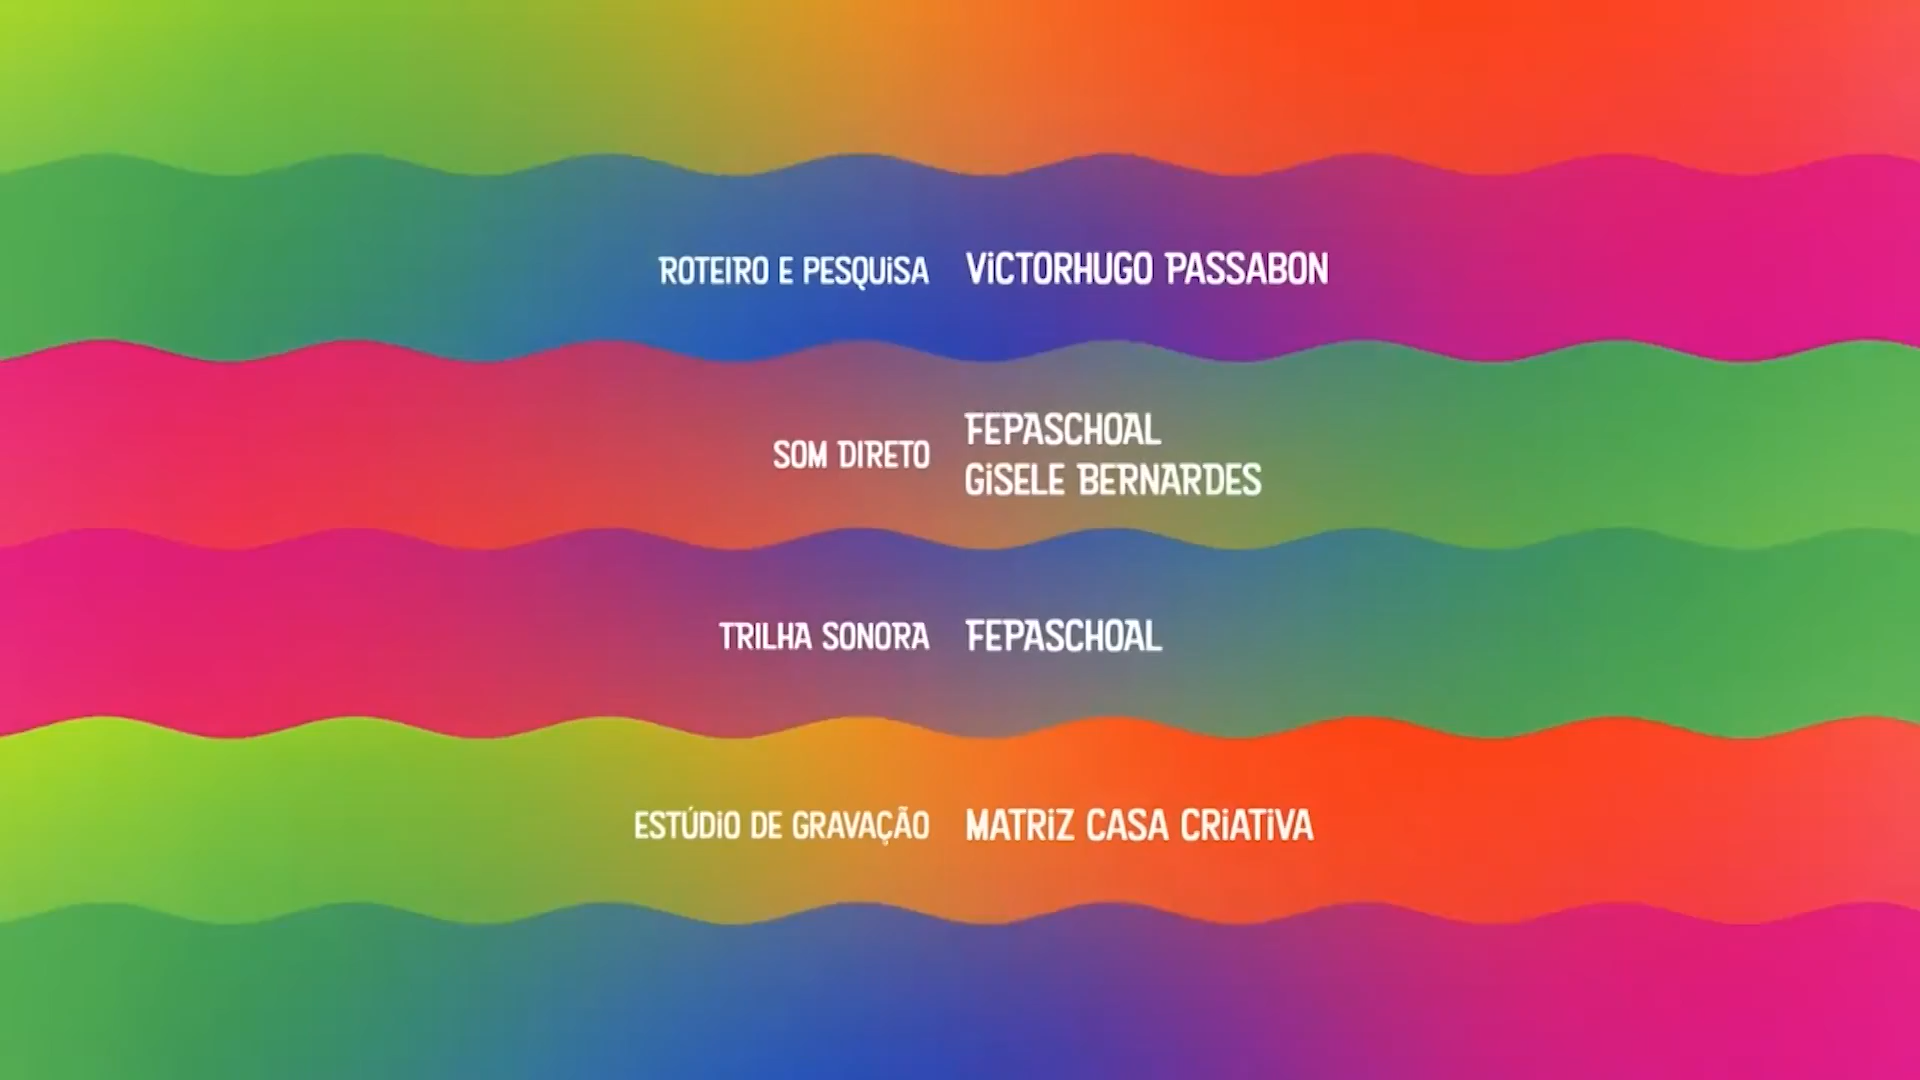 ROTEIRO E PESQUISA VICTORHUGO PASSABON
SOM DIRETO FEPASCHOAL
GISELE BERNARDES
TRILHA SONORA FEPASCHOAL
ESTÚDIO DE GRAVAÇÃO MATRIZ CASA CRIATIVA